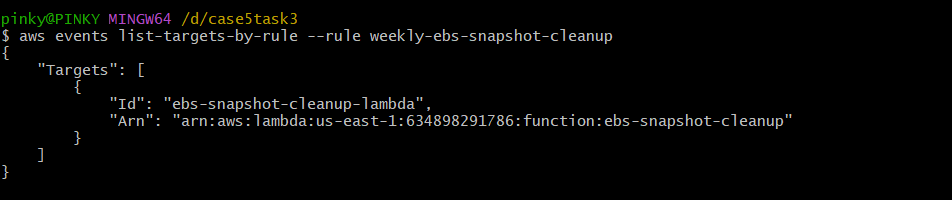 pinky@PINKY MINGW64 /d/case5task3
$ aws events list-targets-by-rule --rule weekly-ebs-snapshot-cleanup
{
    "Targets": [
        {
            "Id": "ebs-snapshot-cleanup-lambda",
            "Arn": "arn:aws:lambda:us-east-1:634898291786:function:ebs-snapshot-cleanup"
        }
    ]
}